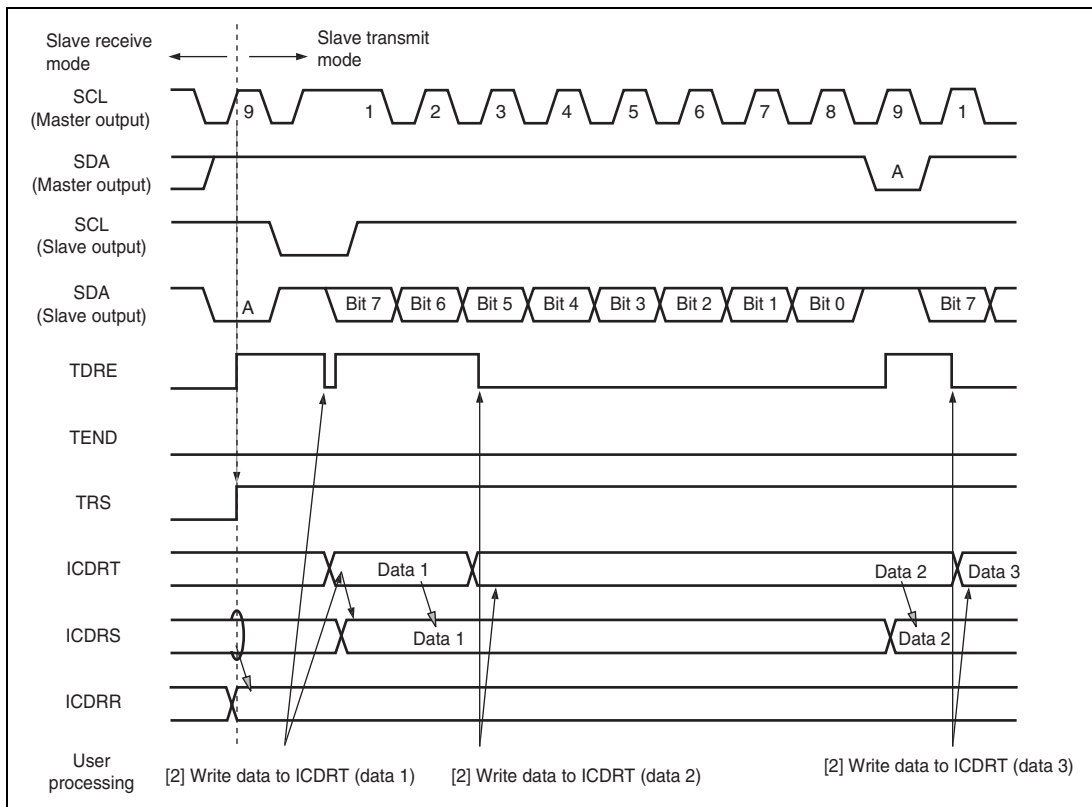 Slave receive mode
Slave transmit mode
SCL
(Master output)
9 1 2 3 4 5 6 7 8 9 1
SDA
(Master output)
A
SCL
(Slave output)
SDA
(Slave output)
A Bit 7 Bit 6 Bit 5 Bit 4 Bit 3 Bit 2 Bit 1 Bit 0 Bit 7
TDRE
TEND
TRS
ICDRT
Data 1 Data 2 Data 3
ICDRS
Data 1 Data 2
ICDRR
User
processing
[2] Write data to ICDRT (data 1) [2] Write data to ICDRT (data 2) [2] Write data to ICDRT (data 3)